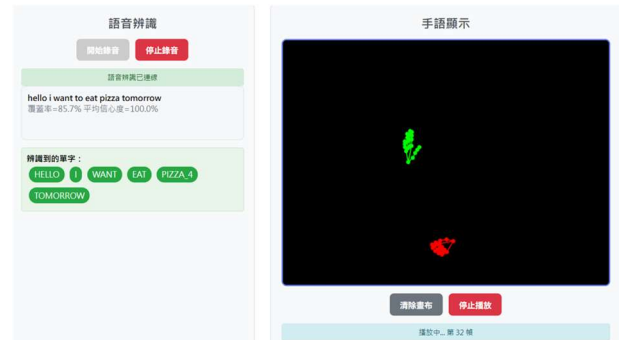 語音辨識
開始錄音 停止錄音
語音辨識已連線
hello i want to eat pizza tomorrow
覆蓋率=85.7% 平均信心度=100.0%
辨識到的單字：
HELLO I WANT EAT PIZZA_4
TOMORROW
手語顯示
清除畫布 停止播放
播放中... 第 32 幀